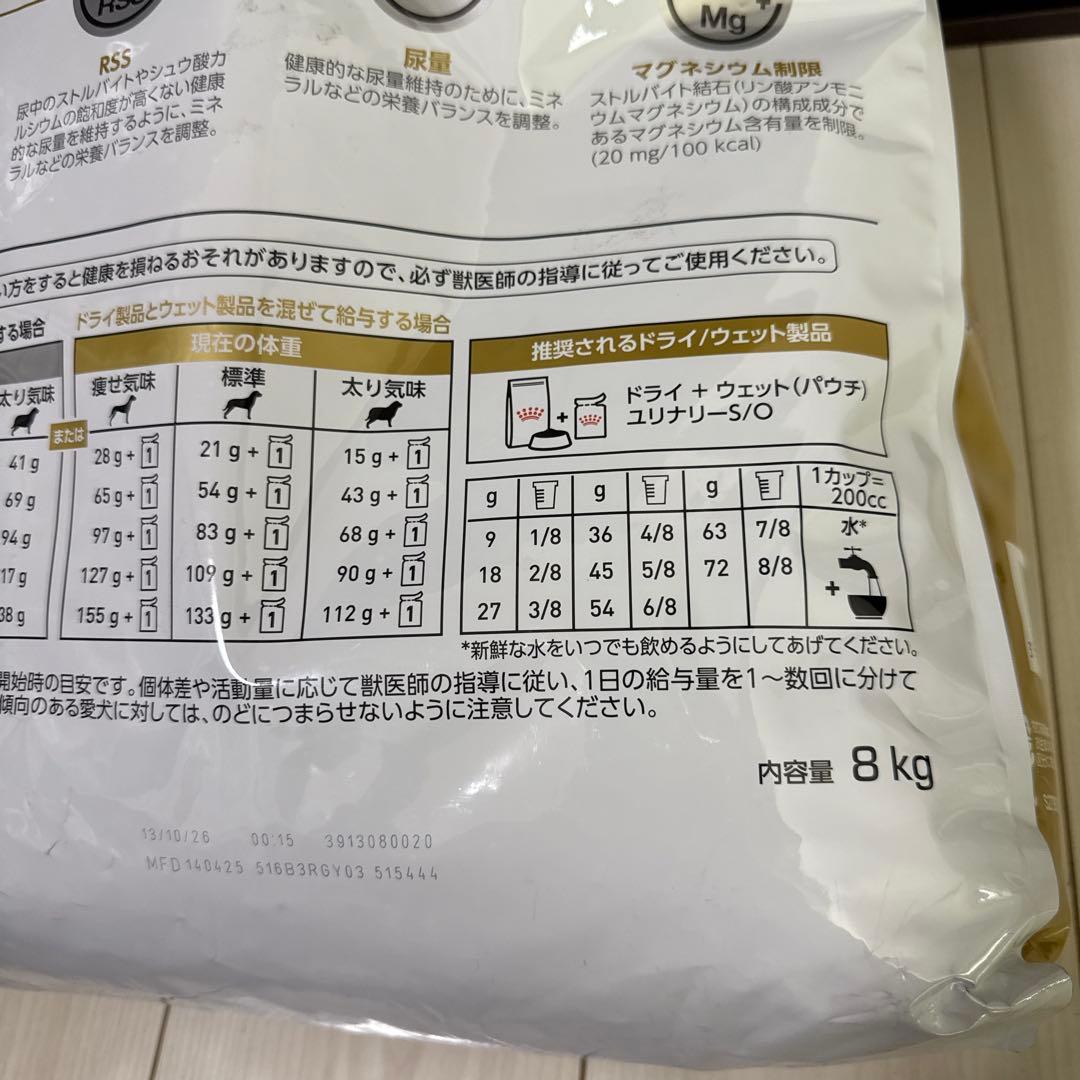 RSS
尿中のストルバイトやシュウ酸カ
ルシウムの飽和度が高くない健康
的な尿量を維持するように、ミネ
ラルなどの栄養バランスを調整。
尿量
健康的な尿量維持のために、ミネ
ラルなどの栄養バランスを調整。
Mg
マグネシウム制限
ストルバイト結石(リン酸アンモニ
ウムマグネシウム)の構成成分で
あるマグネシウム含有量を制限。
(20 mg/100 kcal)
い方をすると健康を損ねるおそれがありますので、必ず獣医師の指導に従ってご使用ください。
する場合
ドライ製品とウェット製品を混ぜて給与する場合
現在の体重
太り気味 痩せ気味 標準 太り気味
または
41 g 28 g + 1 21 g + 1 15 g + 1
69 g 65 g + 1 54 g + 1 43 g + 1
94 g 97 g + 1 83 g + 1 68 g + 1
17 g 127 g + 1 109 g + 1 90 g + 1
38 g 155 g + 1 133 g + 1 112 g + 1
推奨されるドライ/ウェット製品
+ ドライ + ウェット(パウチ)
ユリナリーS/O
g g g 1カップ=
200cc
9 1/8 36 4/8 63 7/8 水*
18 2/8 45 5/8 72 8/8 +
27 3/8 54 6/8
*新鮮な水をいつでも飲めるようにしてあげてください。
開始時の目安です。個体差や活動量に応じて獣医師の指導に従い、1日の給与量を1～数回に分けて
傾向のある愛犬に対しては、のどにつまらせないように注意してください。
内容量 8 kg
13/10/26 00:15 3913080020
MFD 140425 516B3RGY03 515444